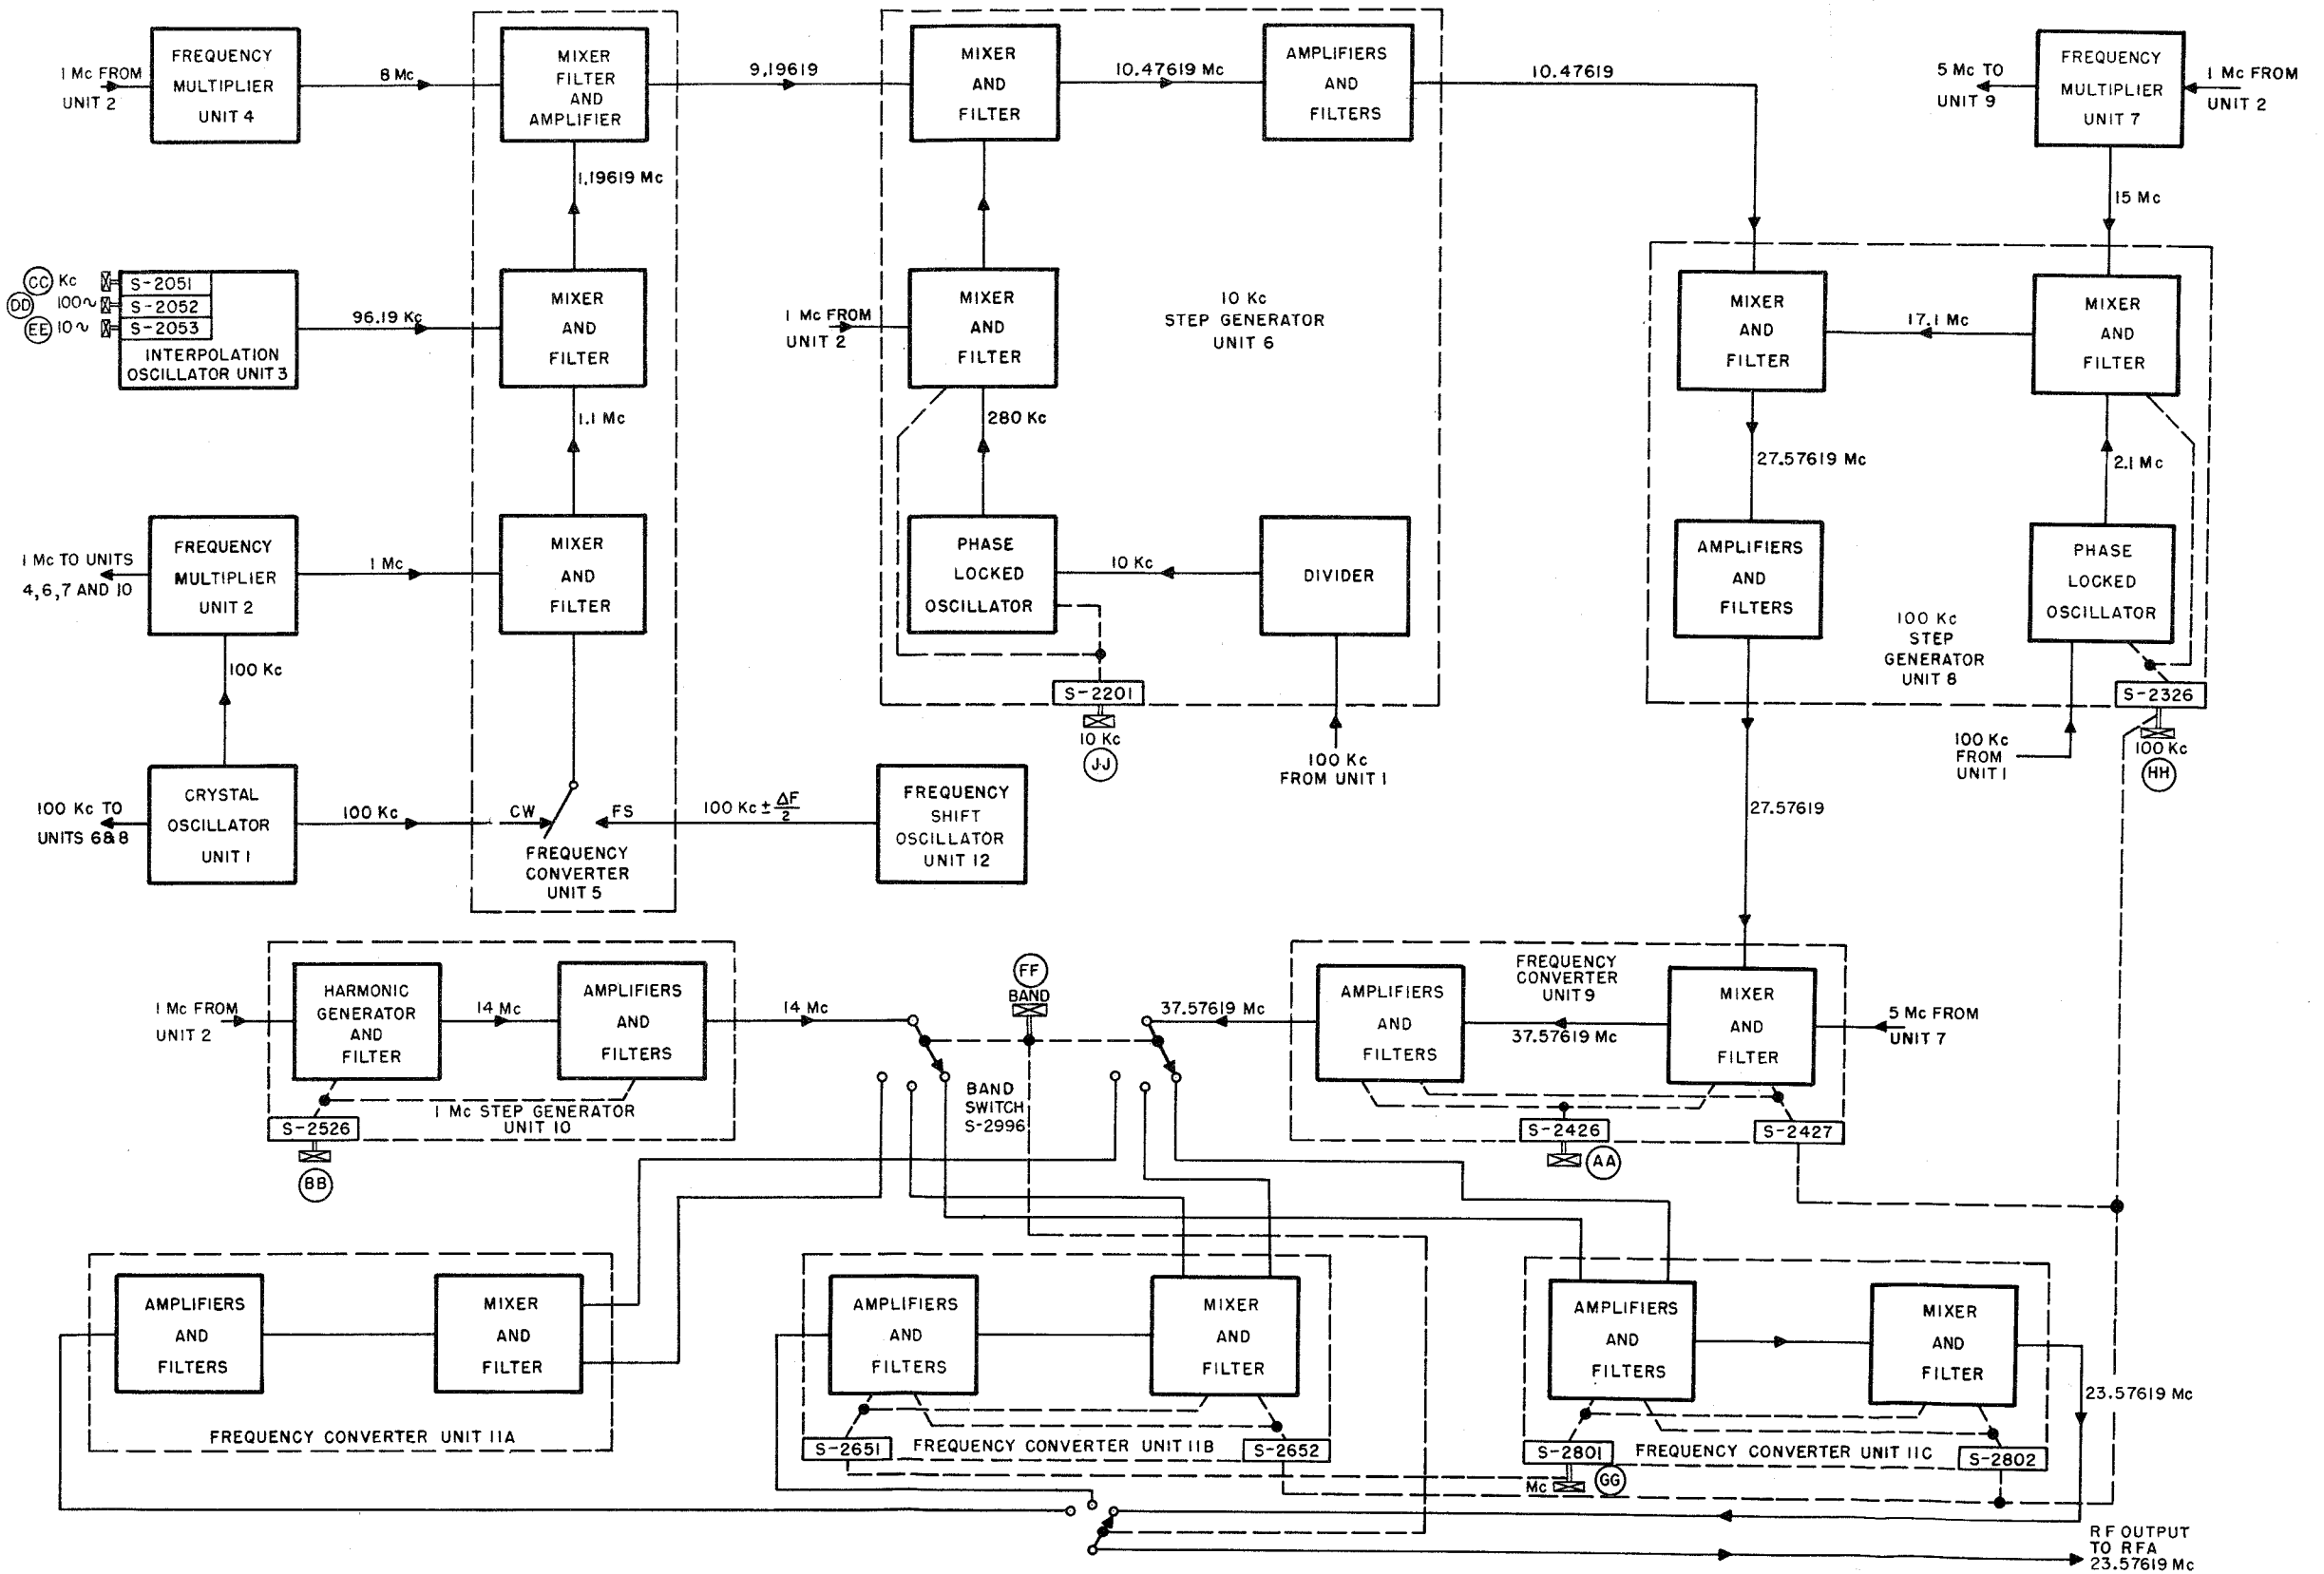 1 Mc FROM
UNIT 2
FREQUENCY
MULTIPLIER
UNIT 4
8 Mc
MIXER
FILTER
AND
AMPLIFIER
9.19619
1.19619 Mc
CC Kc
DD 100~
EE 10~
S-2051
S-2052
S-2053
INTERPOLATION
OSCILLATOR UNIT 3
96.19 Kc
MIXER
AND
FILTER
1.1 Mc
1 Mc TO UNITS
4, 6, 7 AND 10
FREQUENCY
MULTIPLIER
UNIT 2
1 Mc
MIXER
AND
FILTER
100 Kc
100 Kc TO
UNITS 6&8
CRYSTAL
OSCILLATOR
UNIT 1
100 Kc
CW
FS
FREQUENCY
CONVERTER
UNIT 5
100 Kc ± ΔF/2
FREQUENCY
SHIFT
OSCILLATOR
UNIT 12
MIXER
AND
FILTER
10.47619 Mc
AMPLIFIERS
AND
FILTERS
10.47619
1 Mc FROM
UNIT 2
MIXER
AND
FILTER
10 Kc
STEP GENERATOR
UNIT 6
280 Kc
PHASE
LOCKED
OSCILLATOR
10 Kc
DIVIDER
S-2201
10 Kc
JJ
100 Kc
FROM UNIT 1
5 Mc TO
UNIT 9
FREQUENCY
MULTIPLIER
UNIT 7
1 Mc FROM
UNIT 2
15 Mc
MIXER
AND
FILTER
17.1 Mc
MIXER
AND
FILTER
27.57619 Mc
2.1 Mc
AMPLIFIERS
AND
FILTERS
PHASE
LOCKED
OSCILLATOR
100 Kc
STEP
GENERATOR
UNIT 8
S-2326
100 Kc
HH
100 Kc
FROM
UNIT 1
27.57619
1 Mc FROM
UNIT 2
HARMONIC
GENERATOR
AND
FILTER
14 Mc
AMPLIFIERS
AND
FILTERS
14 Mc
1 Mc STEP GENERATOR
UNIT 10
S-2526
BB
FF
BAND
BAND
SWITCH
S-2996
37.57619 Mc
AMPLIFIERS
AND
FILTERS
FREQUENCY
CONVERTER
UNIT 9
37.57619 Mc
MIXER
AND
FILTER
5 Mc FROM
UNIT 7
S-2426
AA
S-2427
AMPLIFIERS
AND
FILTERS
MIXER
AND
FILTER
FREQUENCY CONVERTER UNIT 11A
AMPLIFIERS
AND
FILTERS
MIXER
AND
FILTER
S-2651
FREQUENCY CONVERTER UNIT 11B
S-2652
AMPLIFIERS
AND
FILTERS
MIXER
AND
FILTER
S-2801
FREQUENCY CONVERTER UNIT 11C
S-2802
Mc
GG
23.57619 Mc
RF OUTPUT
TO RFA
23.57619 Mc